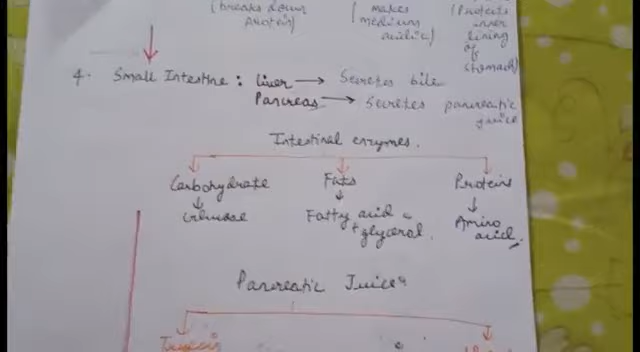 (breaks down Protein)
( makes medium acidic)
(Protects inner lining of stomach)
4. Small Intestine : Liver → Secretes bile
Pancreas → Secretes pancreatic juice
Intestinal enzymes.
Carbohydrate Fats Proteins
↓ ↓ ↓
Glucose Fatty acid + glycerol. Amino acid.
Pancreatic Juice